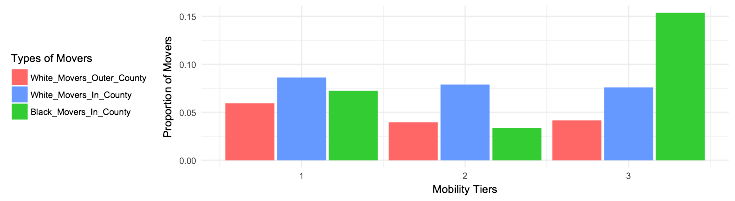 Types of Movers
White_Movers_Outer_County
White_Movers_In_County
Black_Movers_In_County
Proportion of Movers
0.15
0.10
0.05
0.00
1 2 3
Mobility Tiers